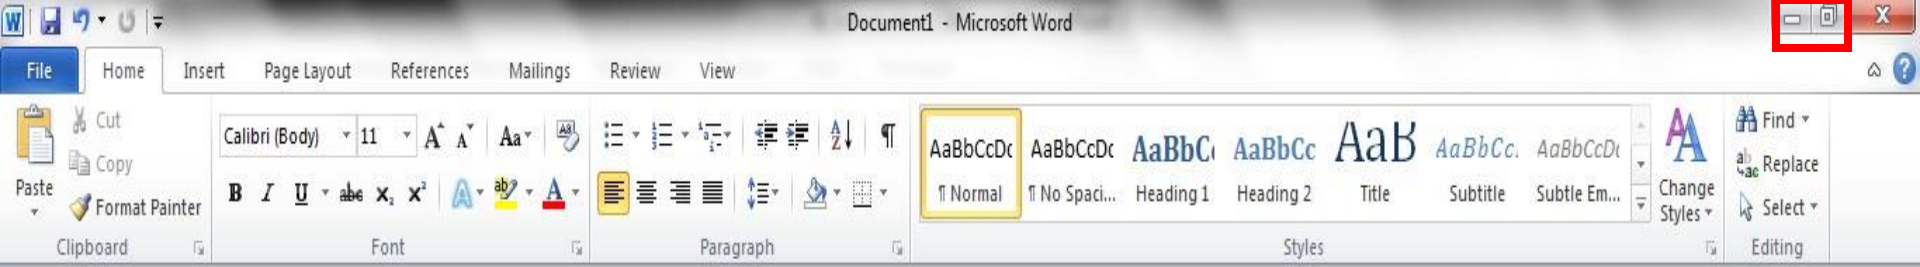 W
Document1 - Microsoft Word
X
File Home Insert Page Layout References Mailings Review View
?
Paste
Cut
Copy
Format Painter
Clipboard
Calibri (Body) 11 A A Aa
B I U abc X₂ X² A ab A
Font
A Z ¶
Paragraph
AaBbCcDc AaBbCcDc AaBbC AaBbCc AaB AaBbCc. AaBbCcDc
¶ Normal ¶ No Spaci... Heading 1 Heading 2 Title Subtitle Subtle Em...
Change
Styles
Styles
Find
Replace
Select
Editing